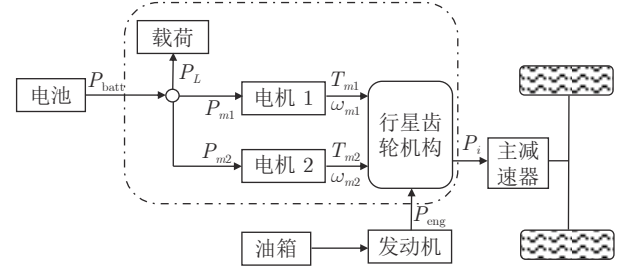 载荷
P_L
电池
P_batt
P_m1
电机 1
T_m1
ω_m1
P_m2
电机 2
T_m2
ω_m2
行星齿
轮机构
P_i
主减
速器
P_eng
油箱
发动机